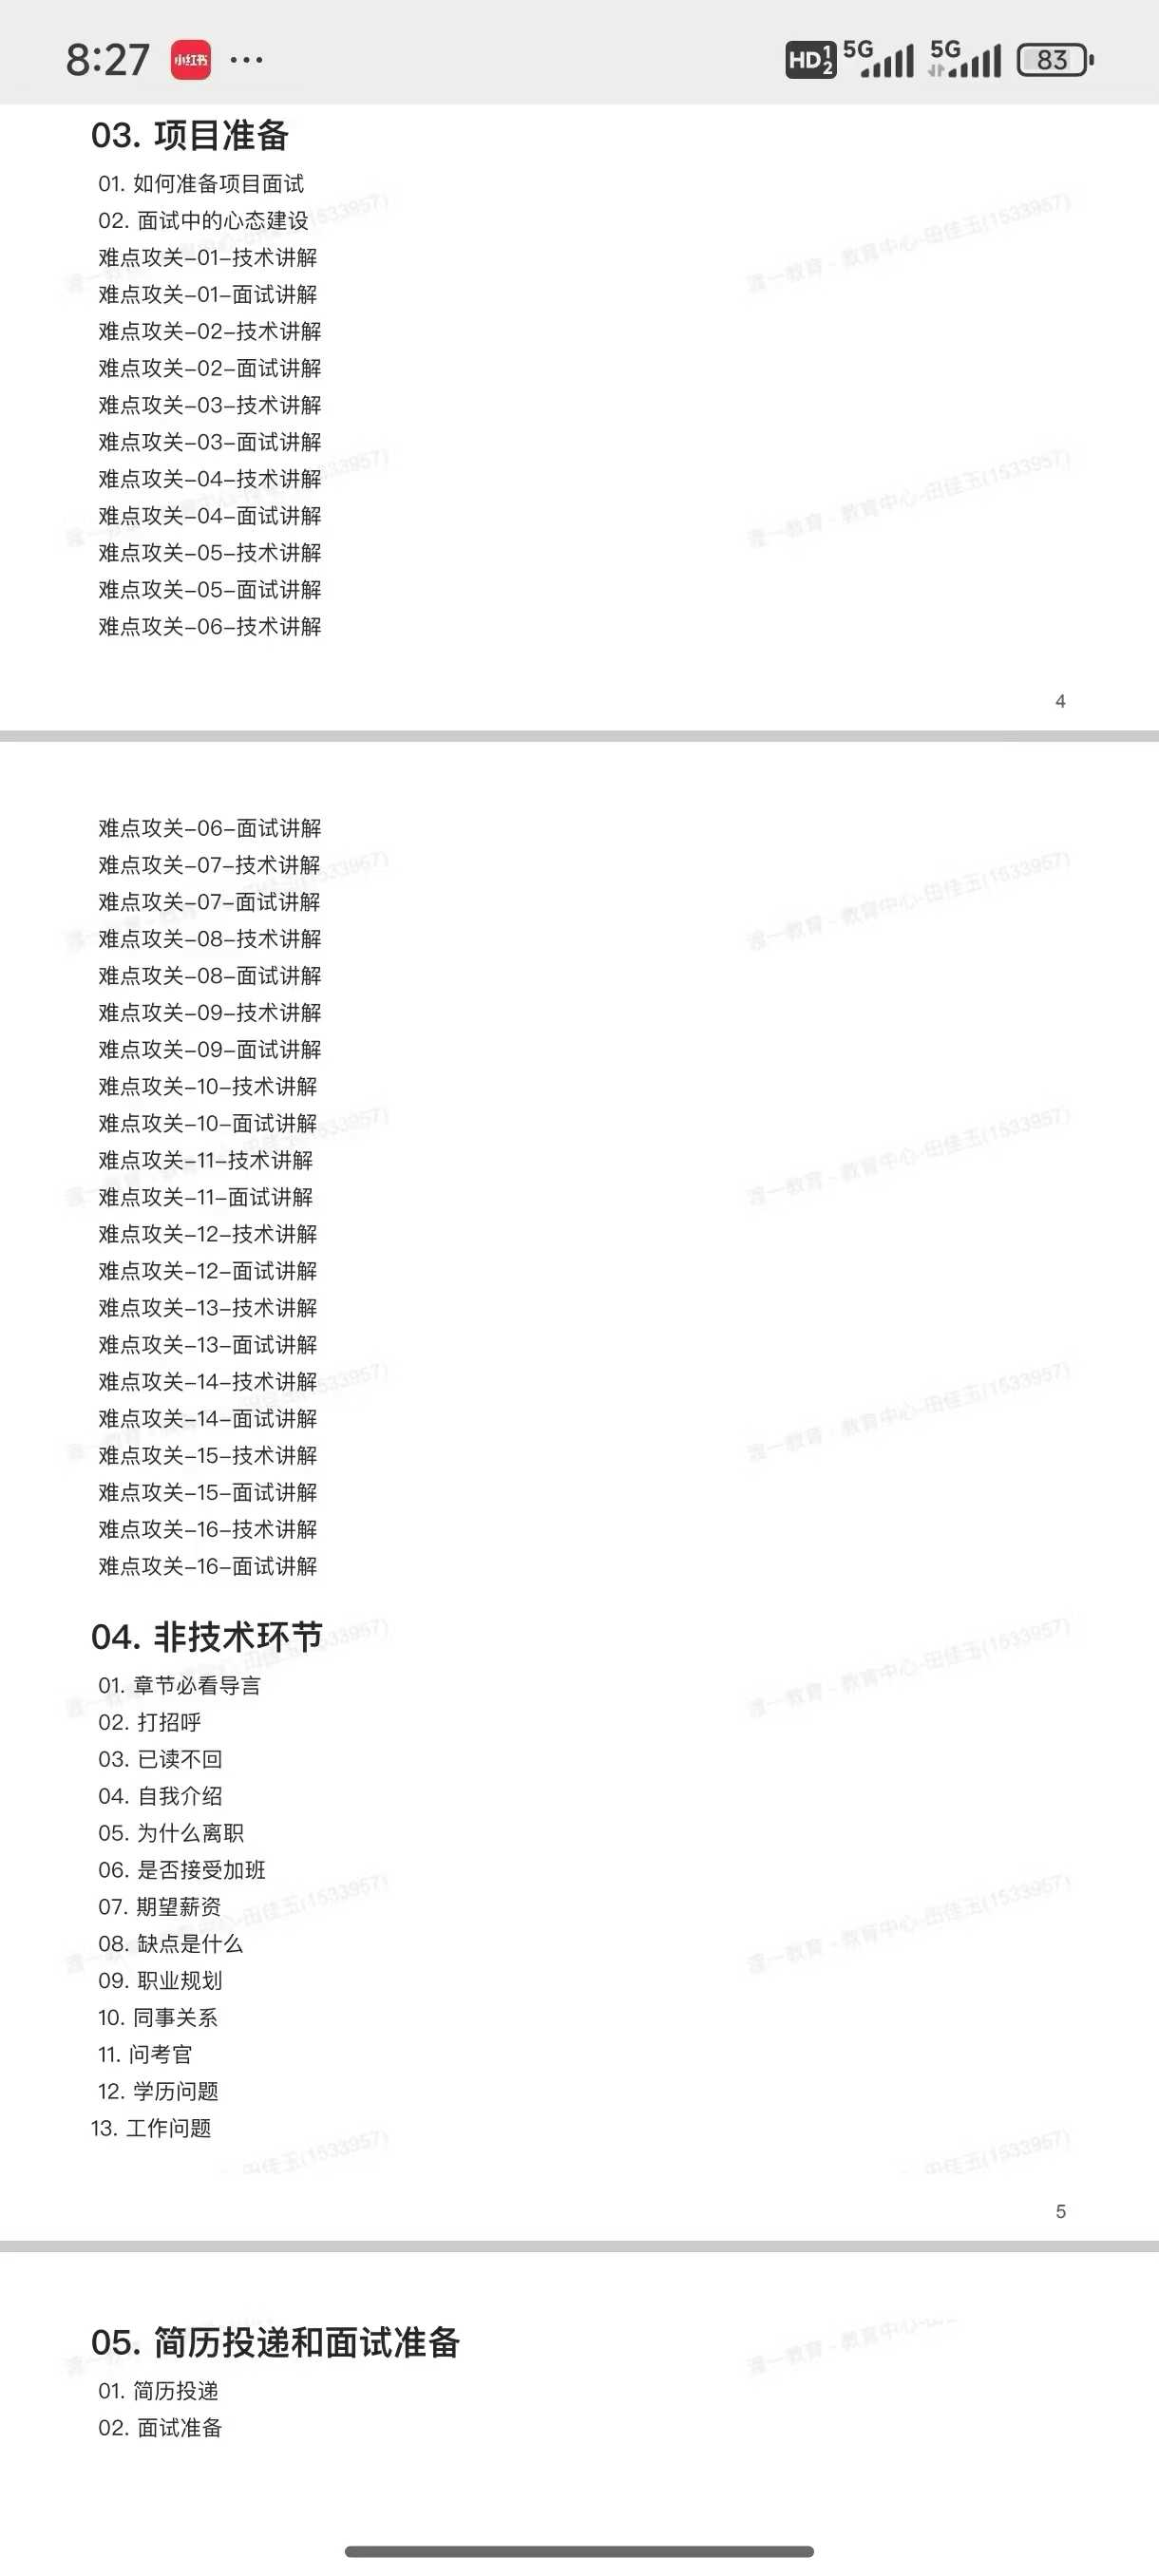 8:27 小红书 ··· HD 1 2 5G 5G 83
03. 项目准备
01. 如何准备项目面试
02. 面试中的心态建设
难点攻关-01-技术讲解
难点攻关-01-面试讲解
难点攻关-02-技术讲解
难点攻关-02-面试讲解
难点攻关-03-技术讲解
难点攻关-03-面试讲解
难点攻关-04-技术讲解
难点攻关-04-面试讲解
难点攻关-05-技术讲解
难点攻关-05-面试讲解
难点攻关-06-技术讲解
4
难点攻关-06-面试讲解
难点攻关-07-技术讲解
难点攻关-07-面试讲解
难点攻关-08-技术讲解
难点攻关-08-面试讲解
难点攻关-09-技术讲解
难点攻关-09-面试讲解
难点攻关-10-技术讲解
难点攻关-10-面试讲解
难点攻关-11-技术讲解
难点攻关-11-面试讲解
难点攻关-12-技术讲解
难点攻关-12-面试讲解
难点攻关-13-技术讲解
难点攻关-13-面试讲解
难点攻关-14-技术讲解
难点攻关-14-面试讲解
难点攻关-15-技术讲解
难点攻关-15-面试讲解
难点攻关-16-技术讲解
难点攻关-16-面试讲解
04. 非技术环节
01. 章节必看导言
02. 打招呼
03. 已读不回
04. 自我介绍
05. 为什么离职
06. 是否接受加班
07. 期望薪资
08. 缺点是什么
09. 职业规划
10. 同事关系
11. 问考官
12. 学历问题
13. 工作问题
5
05. 简历投递和面试准备
01. 简历投递
02. 面试准备